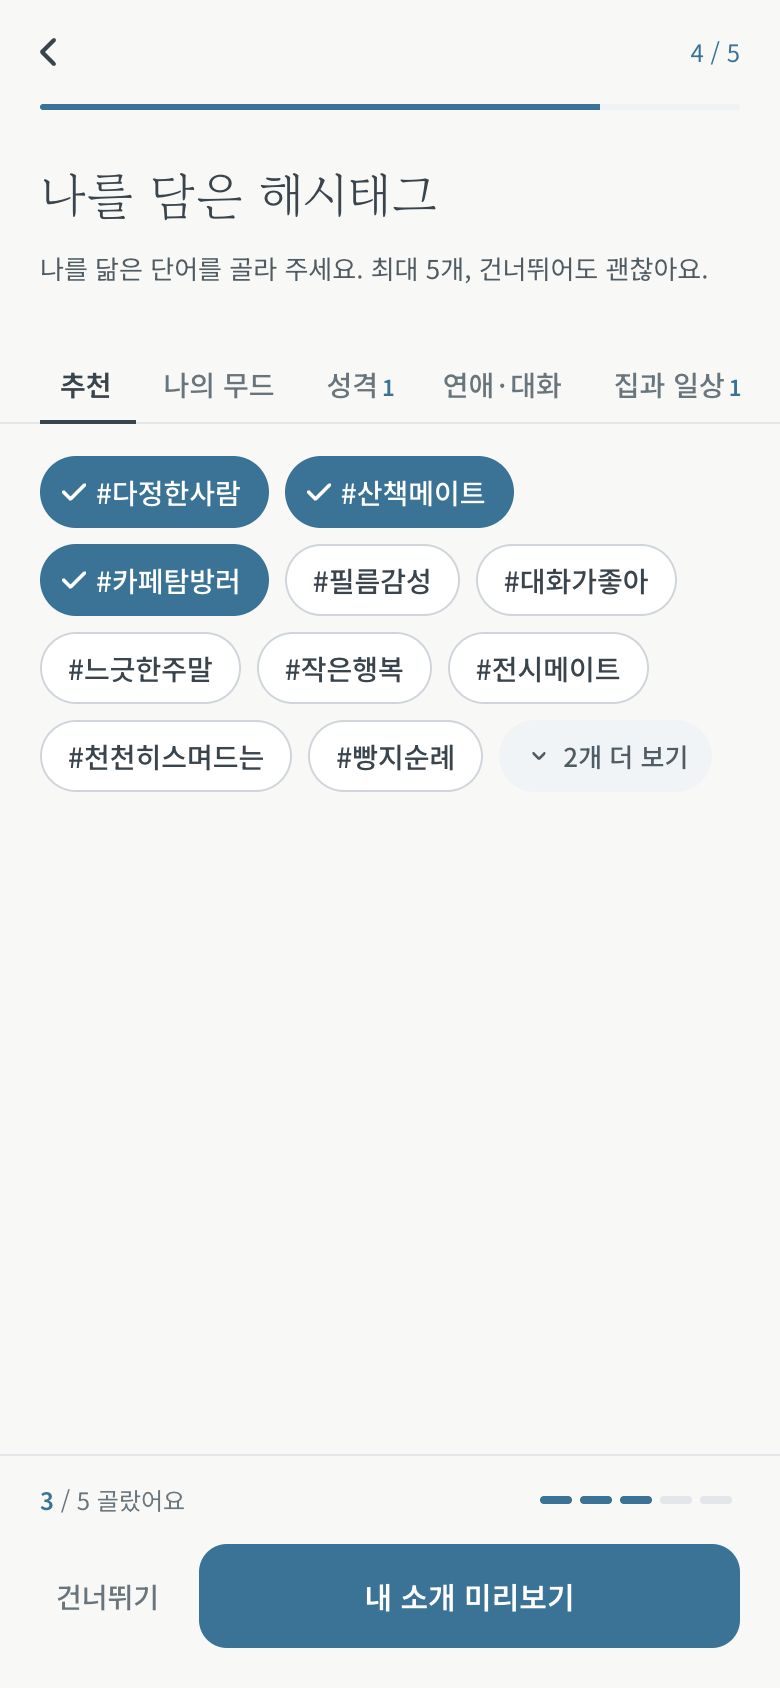 4 / 5
나를 담은 해시태그
나를 닮은 단어를 골라 주세요. 최대 5개, 건너뛰어도 괜찮아요.
추천 나의 무드 성격 1 연애·대화 집과 일상 1
#다정한사람 #산책메이트
#카페탐방러 #필름감성 #대화가좋아
#느긋한주말 #작은행복 #전시메이트
#천천히스며드는 #빵지순례 2개 더 보기
3 / 5 골랐어요
건너뛰기 내 소개 미리보기